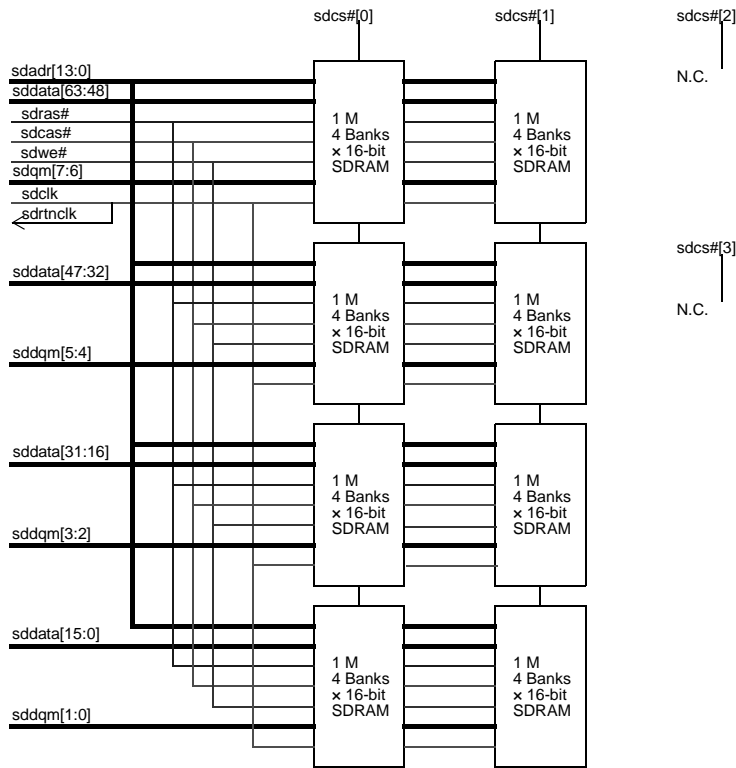 sdcs#[0]
sdcs#[1]
sdcs#[2]
sdadr[13:0]
N.C.
sddata[63:48]
sdras#
sdcas#
sdwe#
sdqm[7:6]
sdclk
sdrtnclk
1 M
4 Banks
× 16-bit
SDRAM
1 M
4 Banks
× 16-bit
SDRAM
sdcs#[3]
N.C.
sddata[47:32]
sddqm[5:4]
1 M
4 Banks
× 16-bit
SDRAM
1 M
4 Banks
× 16-bit
SDRAM
sddata[31:16]
sddqm[3:2]
1 M
4 Banks
× 16-bit
SDRAM
1 M
4 Banks
× 16-bit
SDRAM
sddata[15:0]
sddqm[1:0]
1 M
4 Banks
× 16-bit
SDRAM
1 M
4 Banks
× 16-bit
SDRAM